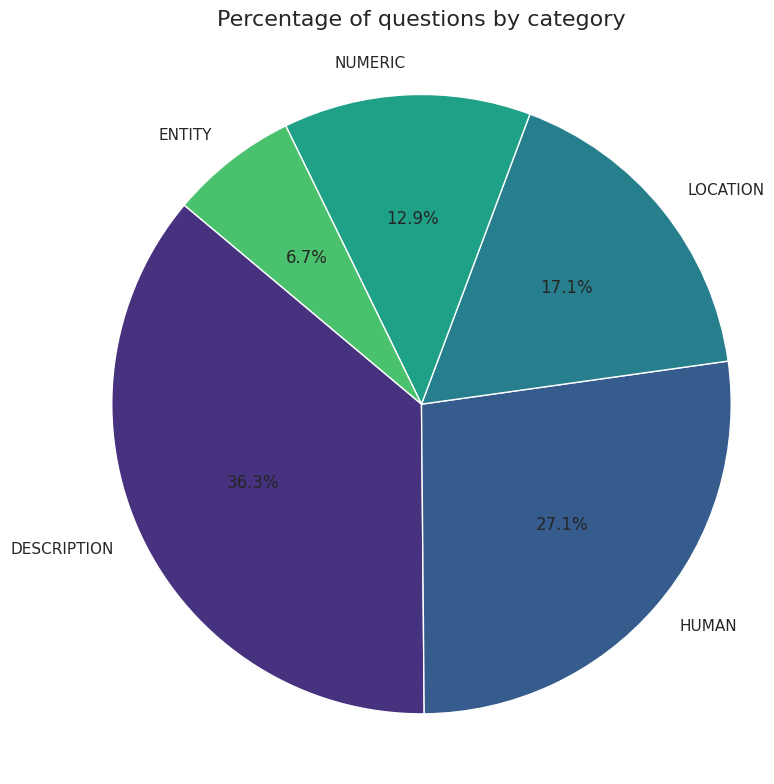 Percentage of questions by category
NUMERIC
ENTITY
LOCATION
12.9%
6.7%
17.1%
36.3%
27.1%
DESCRIPTION
HUMAN